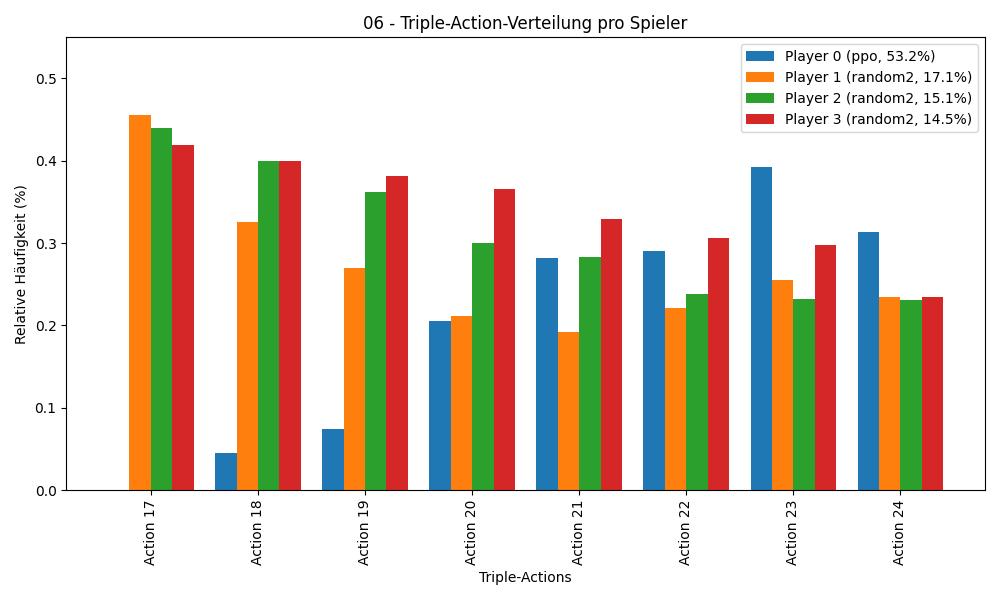 06 - Triple-Action-Verteilung pro Spieler
Player 0 (ppo, 53.2%)
Player 1 (random2, 17.1%)
Player 2 (random2, 15.1%)
Player 3 (random2, 14.5%)
Relative Häufigkeit (%)
0.5
0.4
0.3
0.2
0.1
0.0
Action 17
Action 18
Action 19
Action 20
Action 21
Action 22
Action 23
Action 24
Triple-Actions